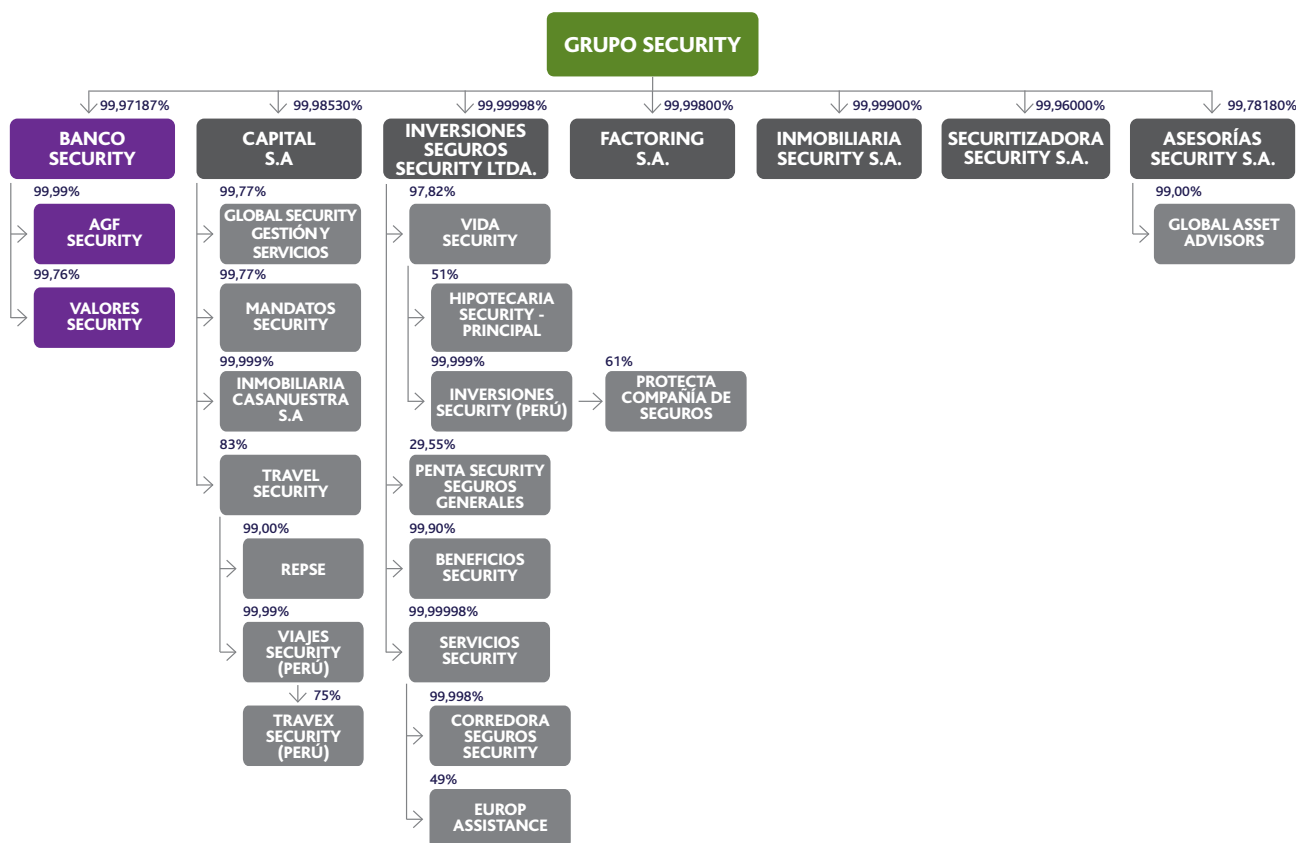 GRUPO SECURITY
99,97187%
99,98530%
99,99998%
99,99800%
99,99900%
99,96000%
99,78180%
BANCO
SECURITY
CAPITAL
S.A
INVERSIONES
SEGUROS
SECURITY LTDA.
FACTORING
S.A.
INMOBILIARIA
SECURITY S.A.
SECURITIZADORA
SECURITY S.A.
ASESORÍAS
SECURITY S.A.
99,99%
AGF
SECURITY
99,76%
VALORES
SECURITY
99,77%
GLOBAL SECURITY
GESTIÓN Y
SERVICIOS
99,77%
MANDATOS
SECURITY
99,999%
INMOBILIARIA
CASANUESTRA
S.A
83%
TRAVEL
SECURITY
99,00%
REPSE
99,99%
VIAJES
SECURITY
(PERÚ)
75%
TRAVEX
SECURITY
(PERÚ)
97,82%
VIDA
SECURITY
51%
HIPOTECARIA
SECURITY -
PRINCIPAL
99,999%
INVERSIONES
SECURITY (PERÚ)
61%
PROTECTA
COMPAÑÍA DE
SEGUROS
29,55%
PENTA SECURITY
SEGUROS
GENERALES
99,90%
BENEFICIOS
SECURITY
99,99998%
SERVICIOS
SECURITY
99,998%
CORREDORA
SEGUROS
SECURITY
49%
EUROP
ASSISTANCE
99,00%
GLOBAL ASSET
ADVISORS